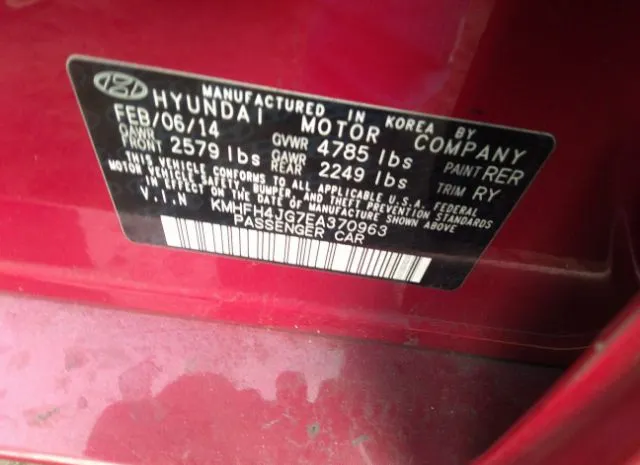 MANUFACTURED IN KOREA BY
HYUNDAI MOTOR COMPANY
FEB/06/14 GVWR 4785 lbs PAINT RER
GAWR FRONT 2579 lbs GAWR REAR 2249 lbs TRIM RY
THIS VEHICLE CONFORMS TO ALL APPLICABLE U.S.A. FEDERAL
MOTOR VEHICLE SAFETY, BUMPER, AND THEFT PREVENTION STANDARDS
IN EFFECT ON THE DATE OF MANUFACTURE SHOWN ABOVE
V.I.N KMHFH4JG7EA370963
PASSENGER CAR